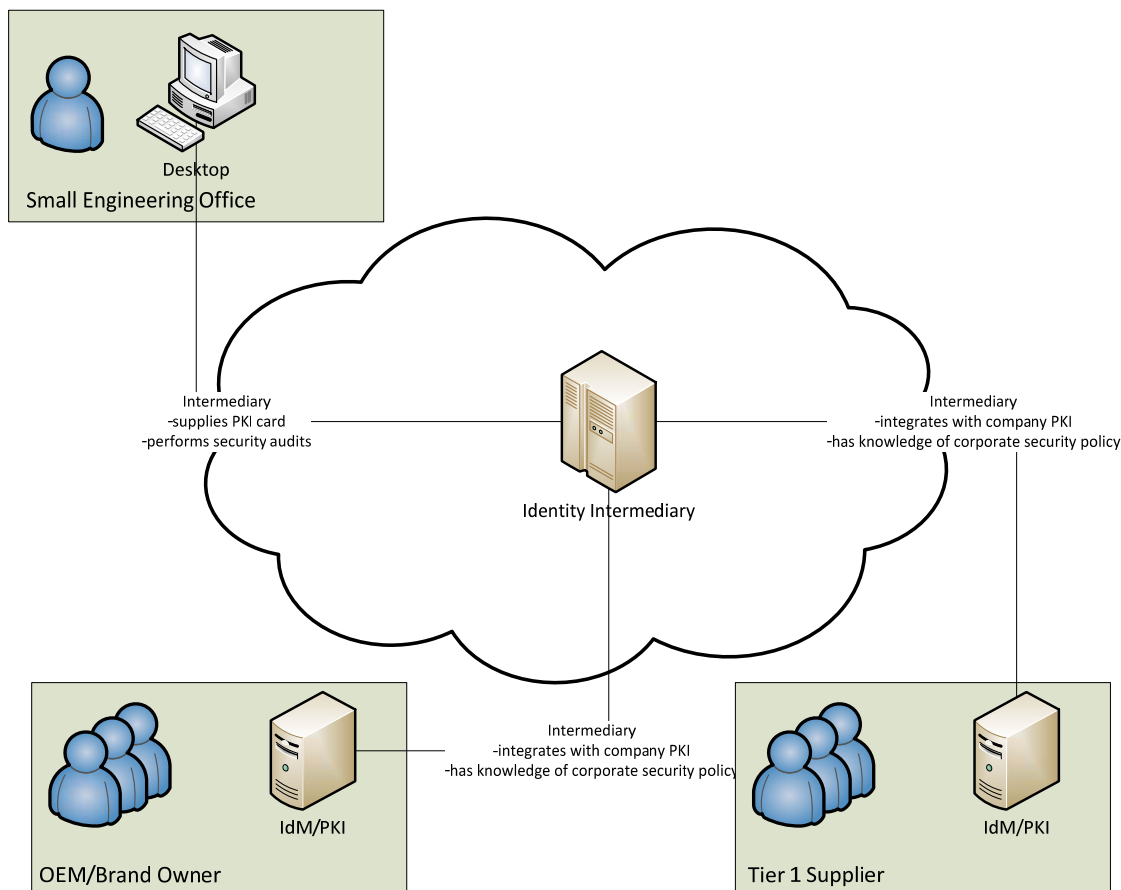 Desktop
Small Engineering Office
Intermediary
-supplies PKI card
-performs security audits
Intermediary
-integrates with company PKI
-has knowledge of corporate security policy
Identity Intermediary
Intermediary
-integrates with company PKI
-has knowledge of corporate security policy
IdM/PKI
OEM/Brand Owner
IdM/PKI
Tier 1 Supplier